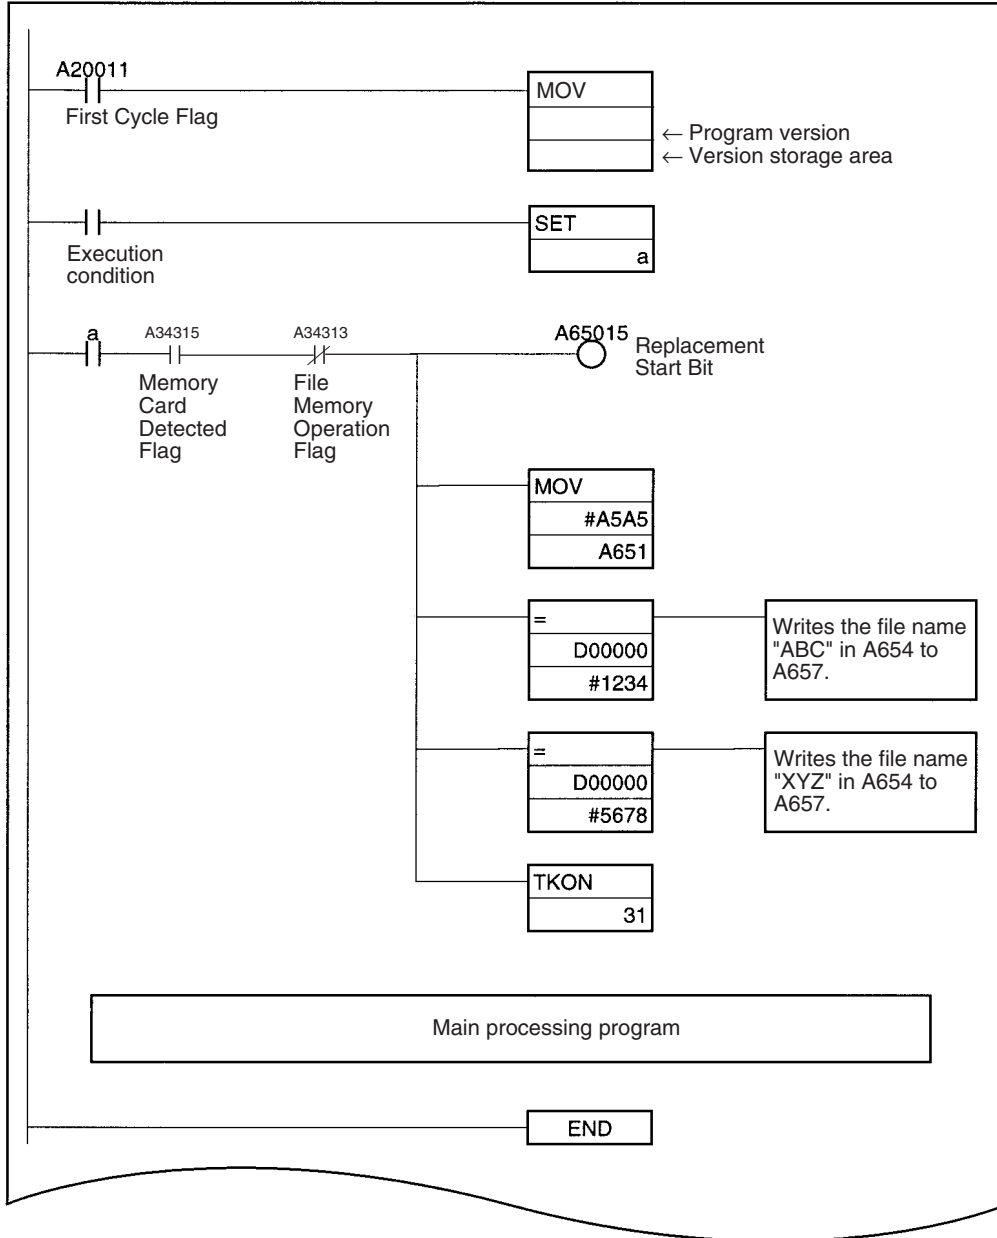 A20011
First Cycle Flag
MOV
← Program version
← Version storage area
Execution
condition
SET
a
a
A34315
Memory
Card
Detected
Flag
A34313
File
Memory
Operation
Flag
A65015
Replacement
Start Bit
MOV
#A5A5
A651
=
D00000
#1234
Writes the file name
"ABC" in A654 to
A657.
=
D00000
#5678
Writes the file name
"XYZ" in A654 to
A657.
TKON
31
Main processing program
END